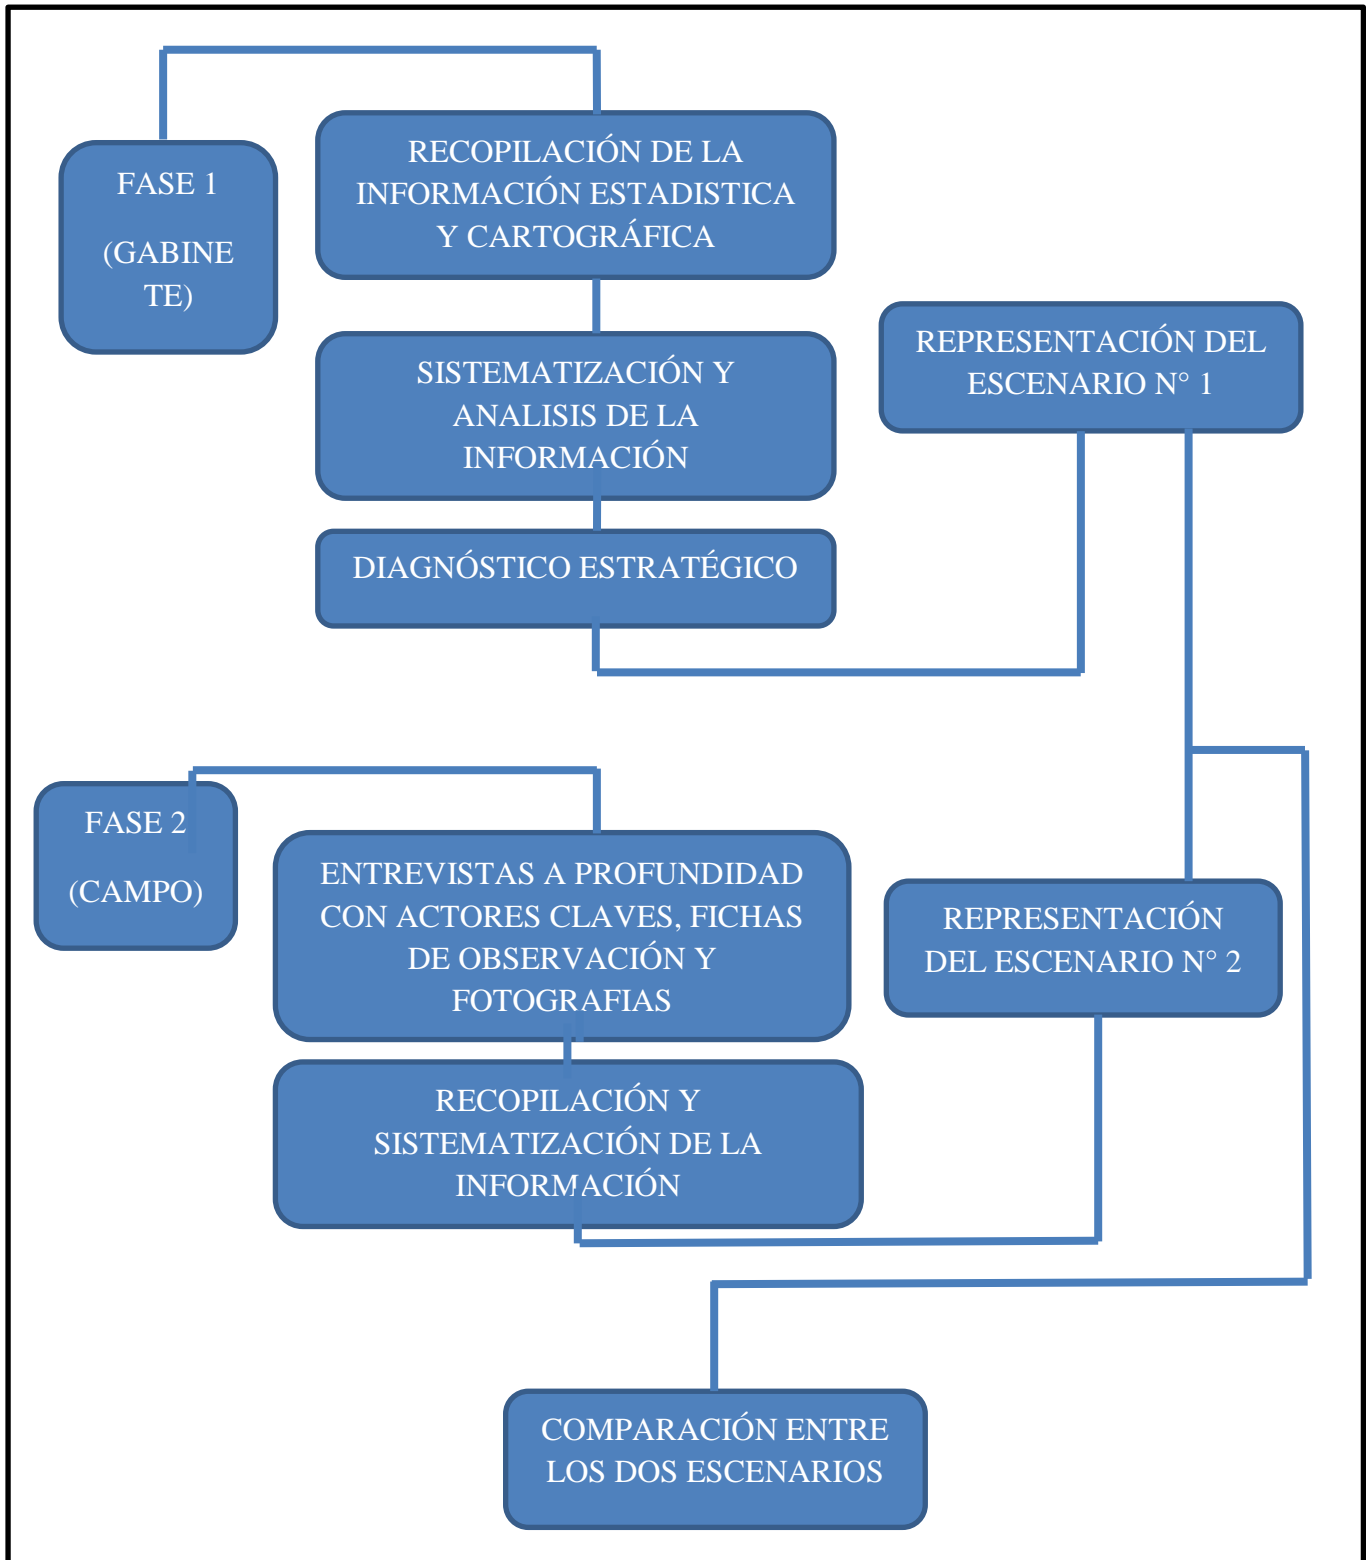 FASE 1
(GABINE
TE)
RECOPILACIÓN DE LA
INFORMACIÓN ESTADISTICA
Y CARTOGRÁFICA
SISTEMATIZACIÓN Y
ANALISIS DE LA
INFORMACIÓN
DIAGNÓSTICO ESTRATÉGICO
REPRESENTACIÓN DEL
ESCENARIO N° 1
FASE 2
(CAMPO)
ENTREVISTAS A PROFUNDIDAD
CON ACTORES CLAVES, FICHAS
DE OBSERVACIÓN Y
FOTOGRAFIAS
RECOPILACIÓN Y
SISTEMATIZACIÓN DE LA
INFORMACIÓN
REPRESENTACIÓN
DEL ESCENARIO N° 2
COMPARACIÓN ENTRE
LOS DOS ESCENARIOS